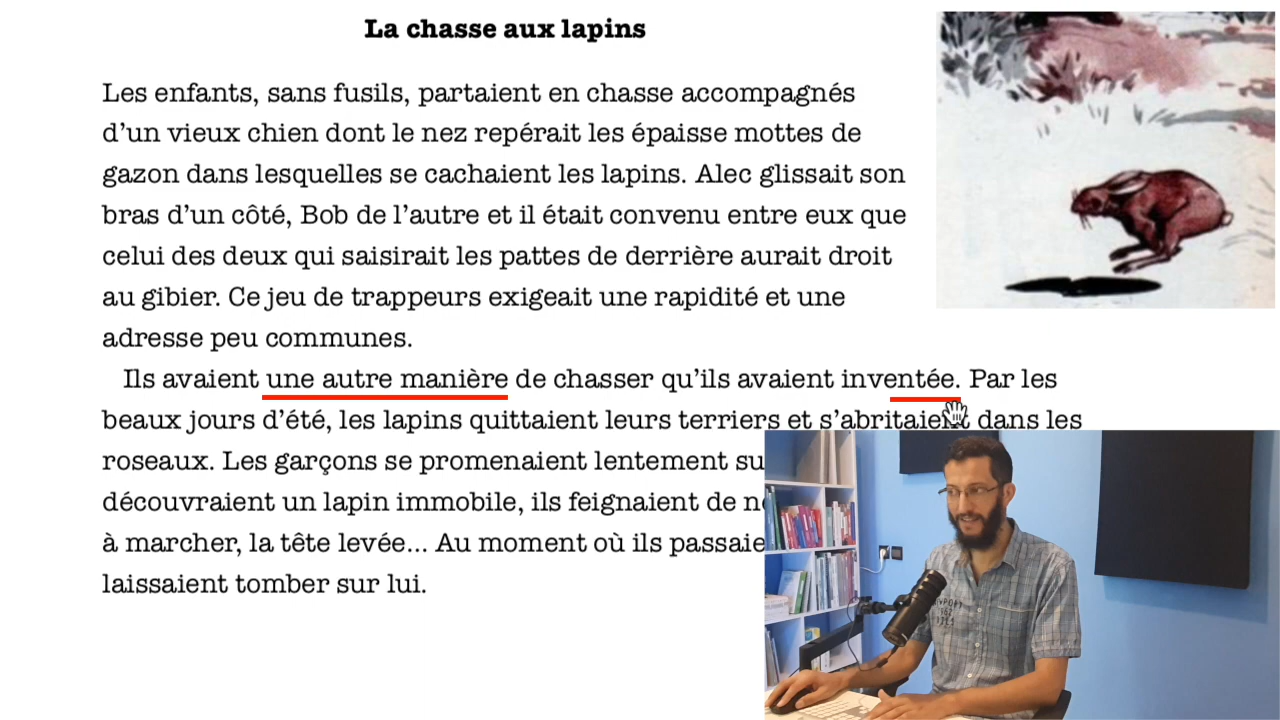 La chasse aux lapins
Les enfants, sans fusils, partaient en chasse accompagnés
d’un vieux chien dont le nez repérait les épaisse mottes de
gazon dans lesquelles se cachaient les lapins. Alec glissait son
bras d’un côté, Bob de l’autre et il était convenu entre eux que
celui des deux qui saisirait les pattes de derrière aurait droit
au gibier. Ce jeu de trappeurs exigeait une rapidité et une
adresse peu communes.
Ils avaient une autre manière de chasser qu’ils avaient inventée. Par les
beaux jours d’été, les lapins quittaient leurs terriers et s’abritaient dans les
roseaux. Les garçons se promenaient lentement
découvraient un lapin immobile, ils feignaient de
à marcher, la tête levée... Au moment où ils
laissaient tomber sur lui.